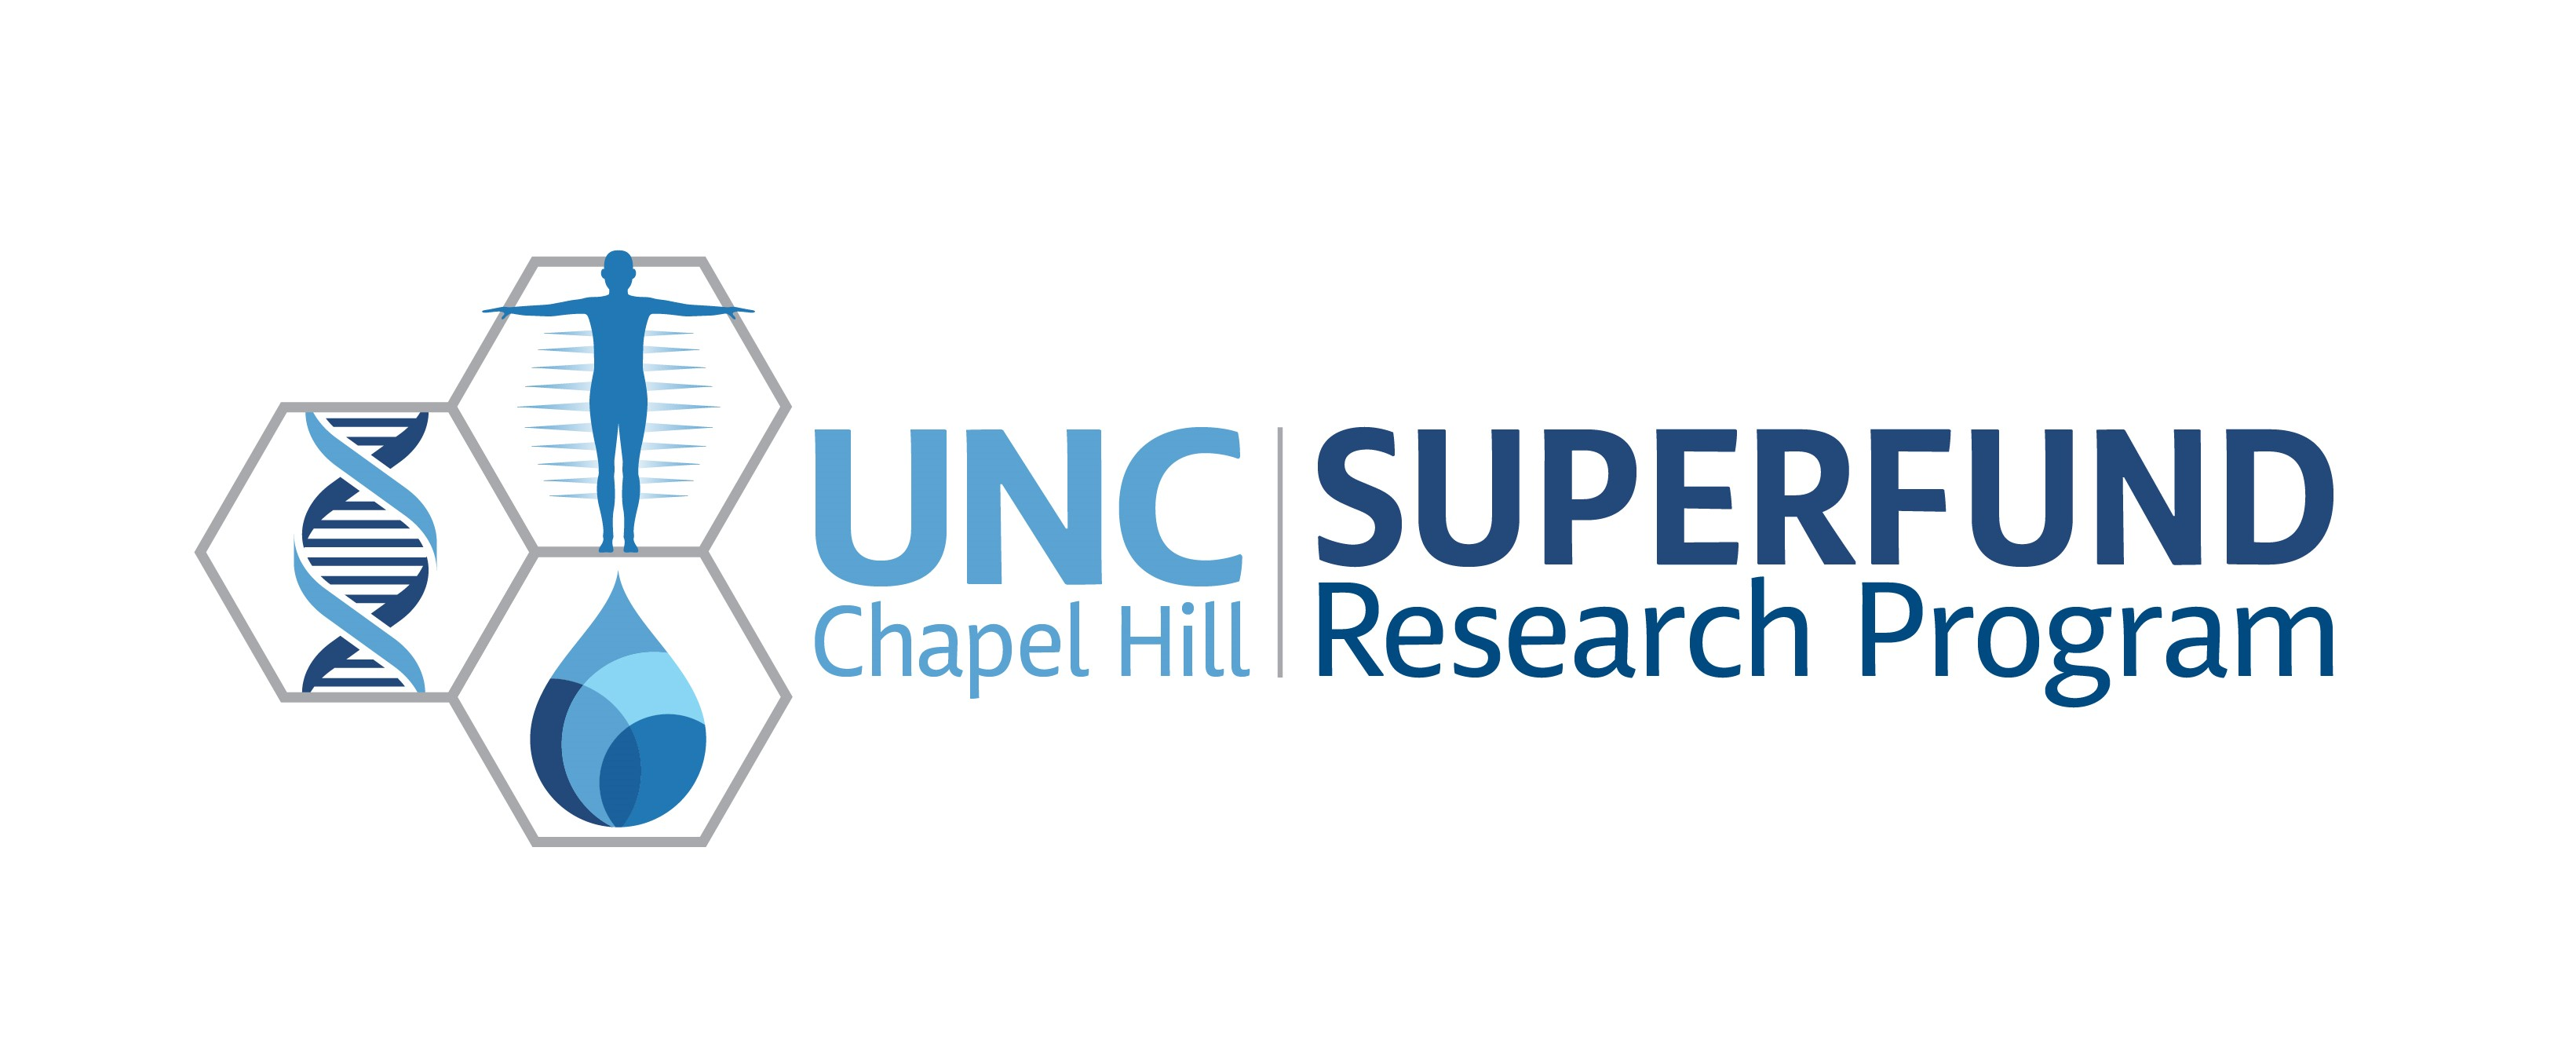 UNC
Chapel Hill
SUPERFUND
Research Program